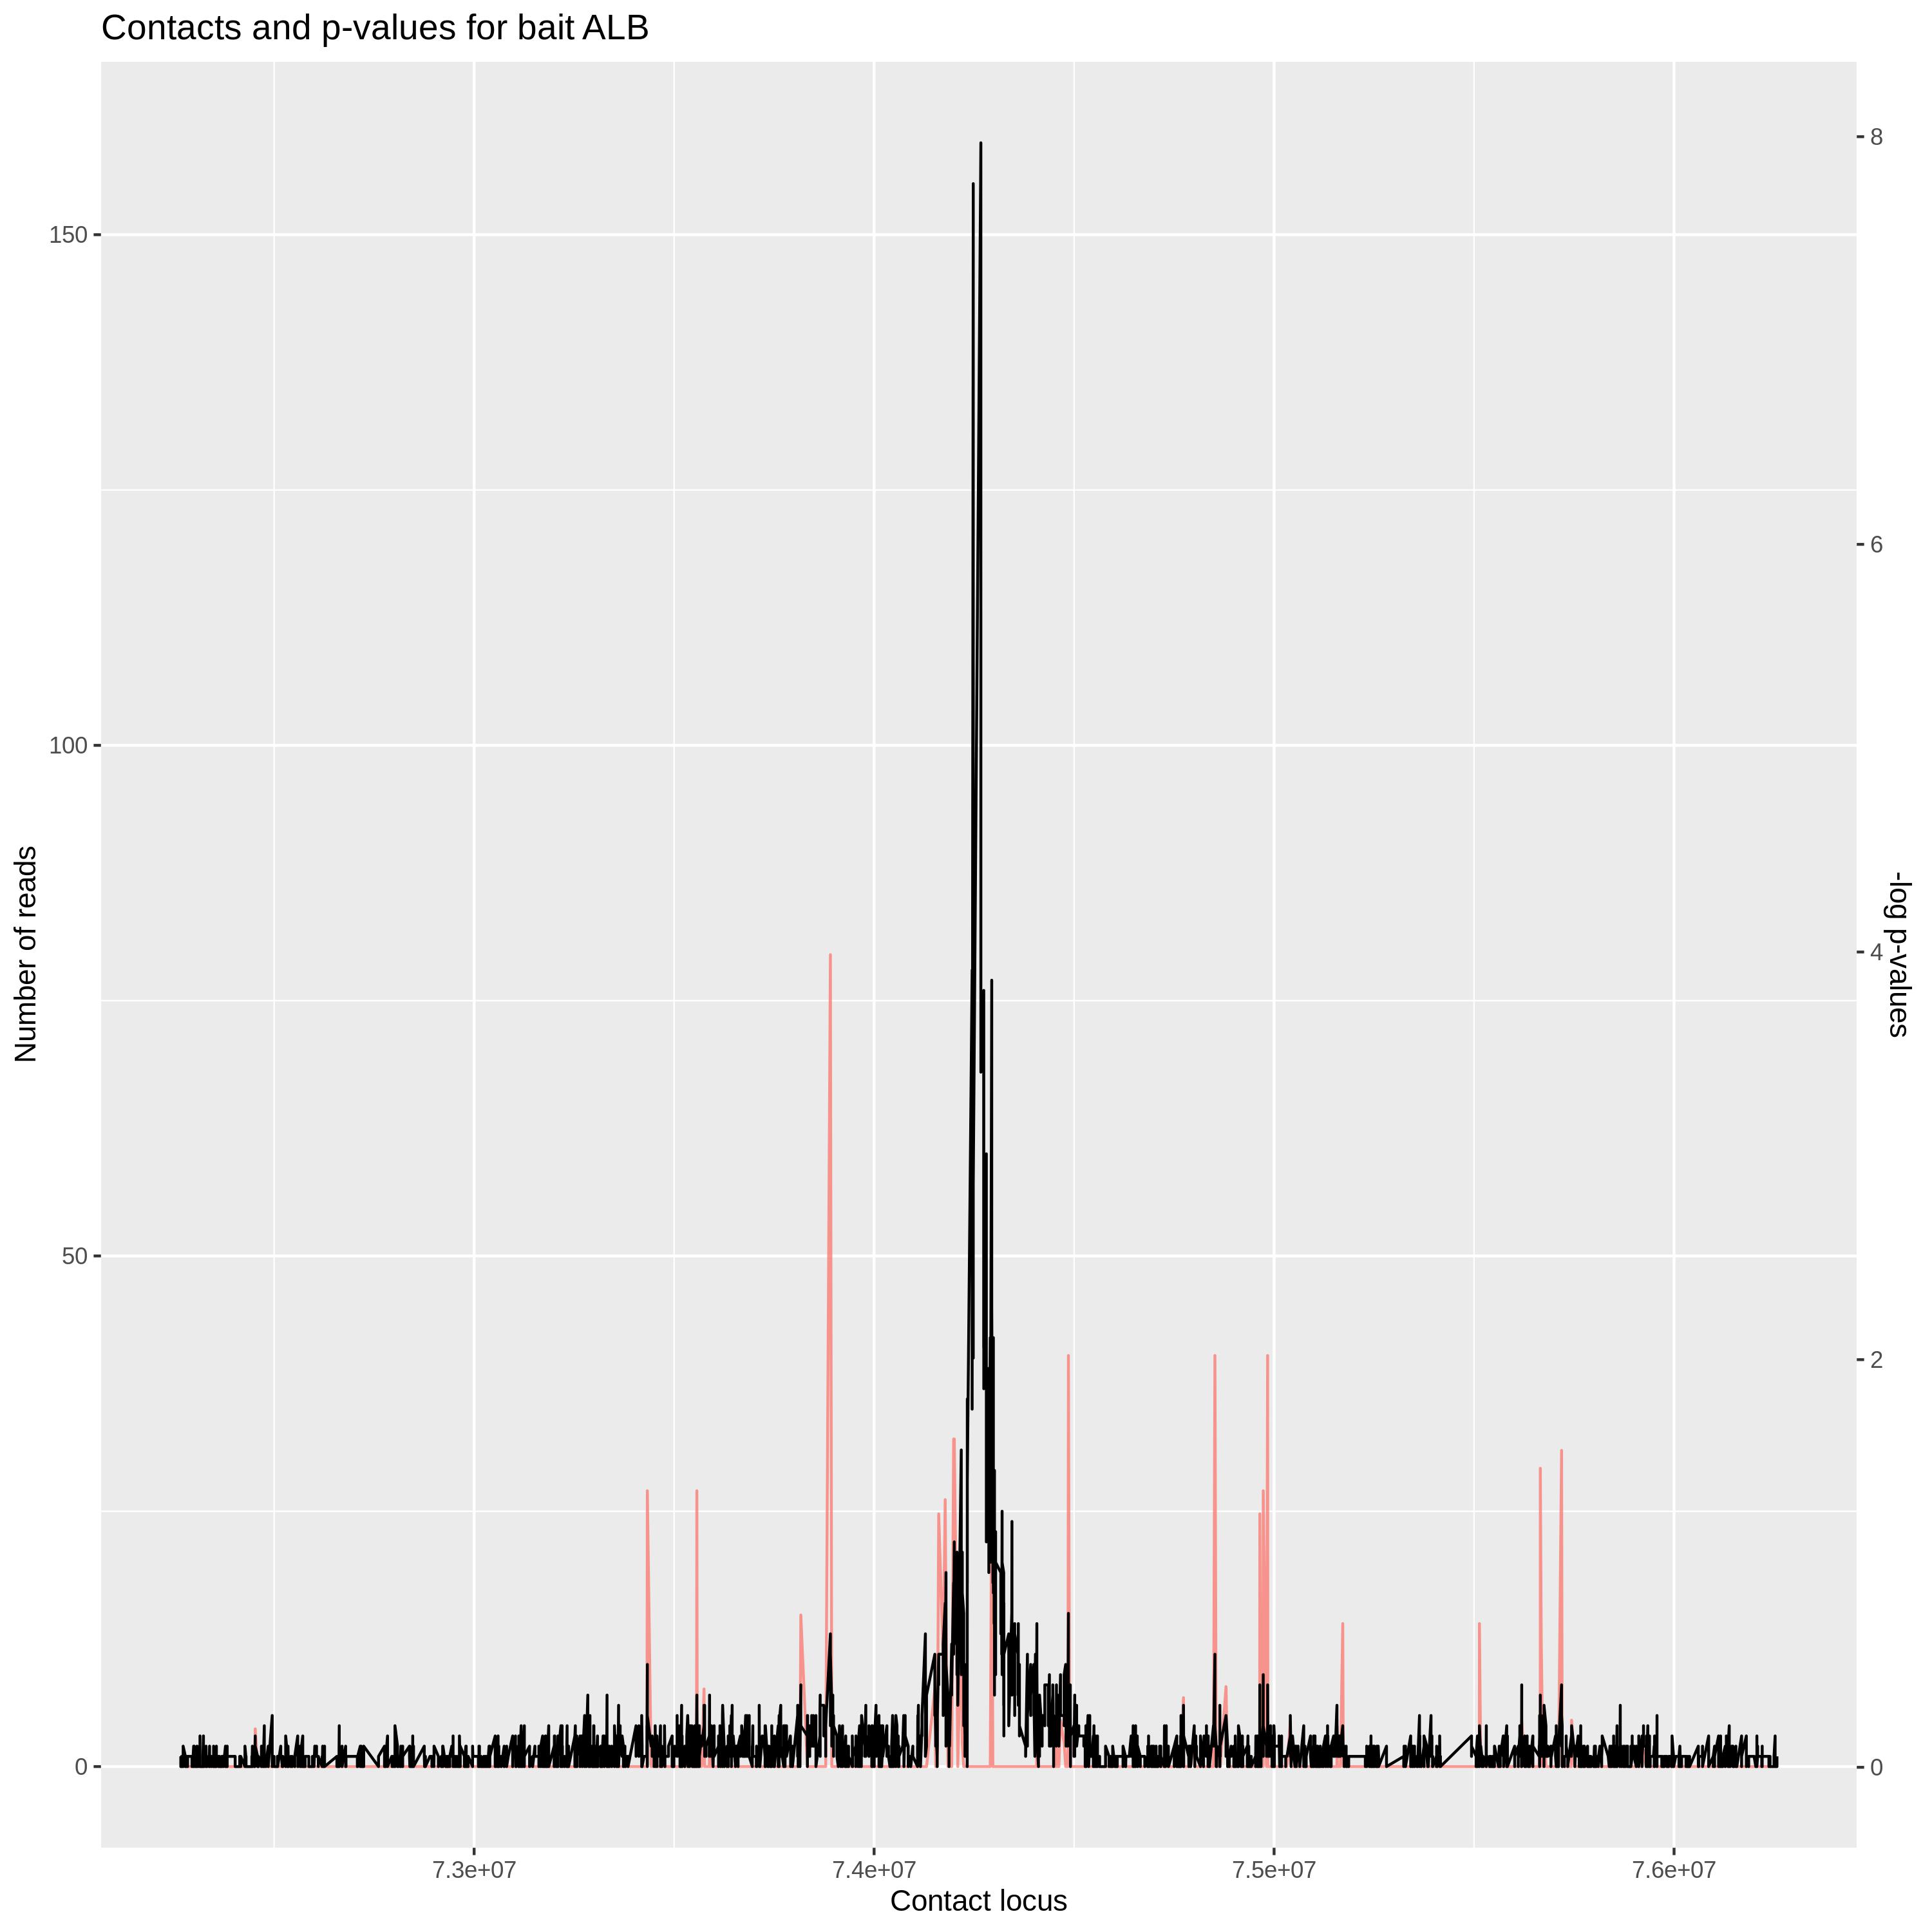 Contacts and p-values for bait ALB
150
100
50
0
Number of reads
8
6
4
2
0
-log p-values
7.3e+07
7.4e+07
7.5e+07
7.6e+07
Contact locus